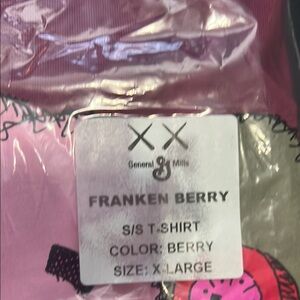 XX
General G Mills
FRANKEN BERRY
S/S T-SHIRT
COLOR: BERRY
SIZE: X-LARGE